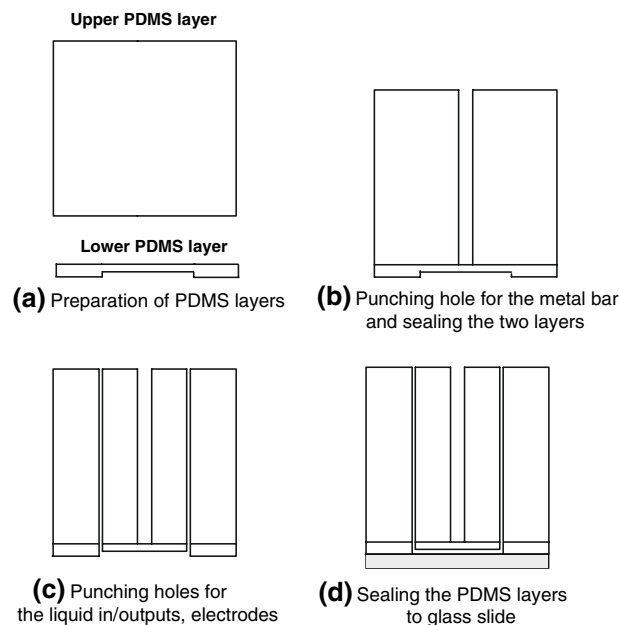 Upper PDMS layer
Lower PDMS layer
(a) Preparation of PDMS layers
(b) Punching hole for the metal bar
and sealing the two layers
(c) Punching holes for
the liquid in/outputs, electrodes
(d) Sealing the PDMS layers
to glass slide